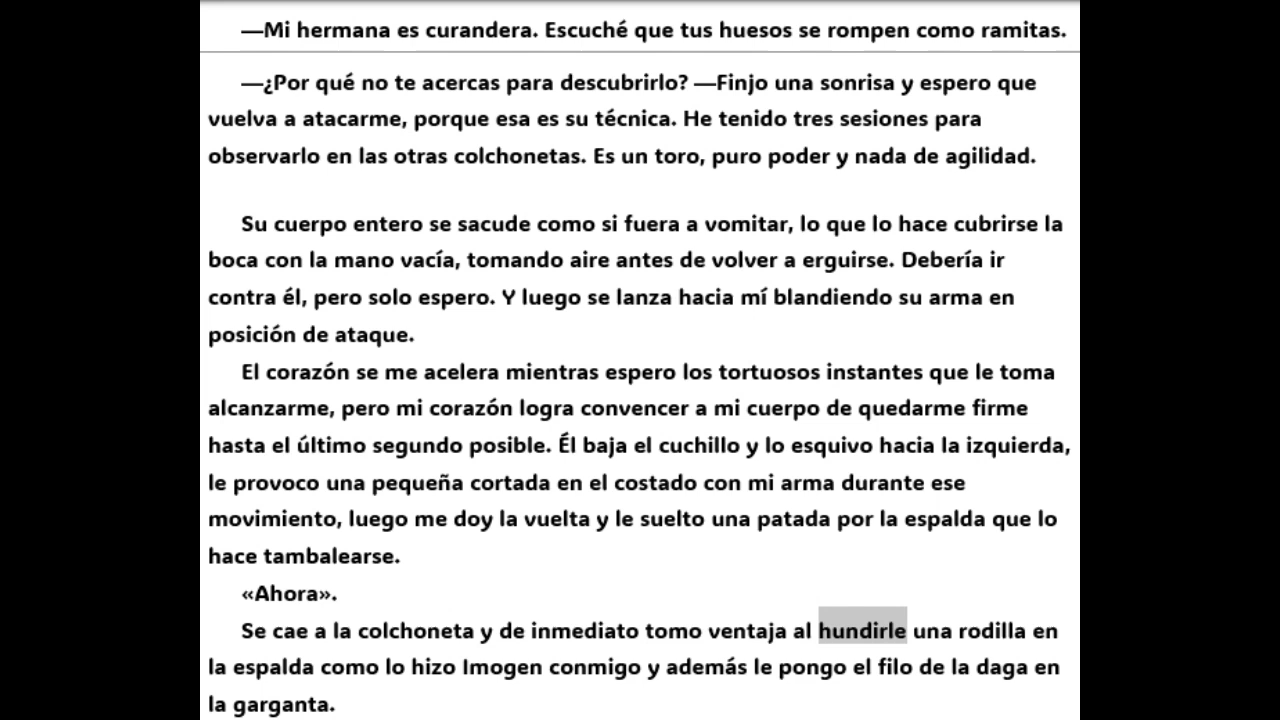 —Mi hermana es curandera. Escuché que tus huesos se rompen como ramitas.
—¿Por qué no te acercas para descubrirlo? —Finjo una sonrisa y espero que
vuelva a atacarme, porque esa es su técnica. He tenido tres sesiones para
observarlo en las otras colchonetas. Es un toro, puro poder y nada de agilidad.
Su cuerpo entero se sacude como si fuera a vomitar, lo que lo hace cubrirse la
boca con la mano vacía, tomando aire antes de volver a erguirse. Debería ir
contra él, pero solo espero. Y luego se lanza hacia mí blandiendo su arma en
posición de ataque.
El corazón se me acelera mientras espero los tortuosos instantes que le toma
alcanzarme, pero mi corazón logra convencer a mi cuerpo de quedarme firme
hasta el último segundo posible. Él baja el cuchillo y lo esquivo hacia la izquierda,
le provoco una pequeña cortada en el costado con mi arma durante ese
movimiento, luego me doy la vuelta y le suelto una patada por la espalda que lo
hace tambalearse.
«Ahora».
Se cae a la colchoneta y de inmediato tomo ventaja al hundirle una rodilla en
la espalda como lo hizo Imogen conmigo y además le pongo el filo de la daga en
la garganta.